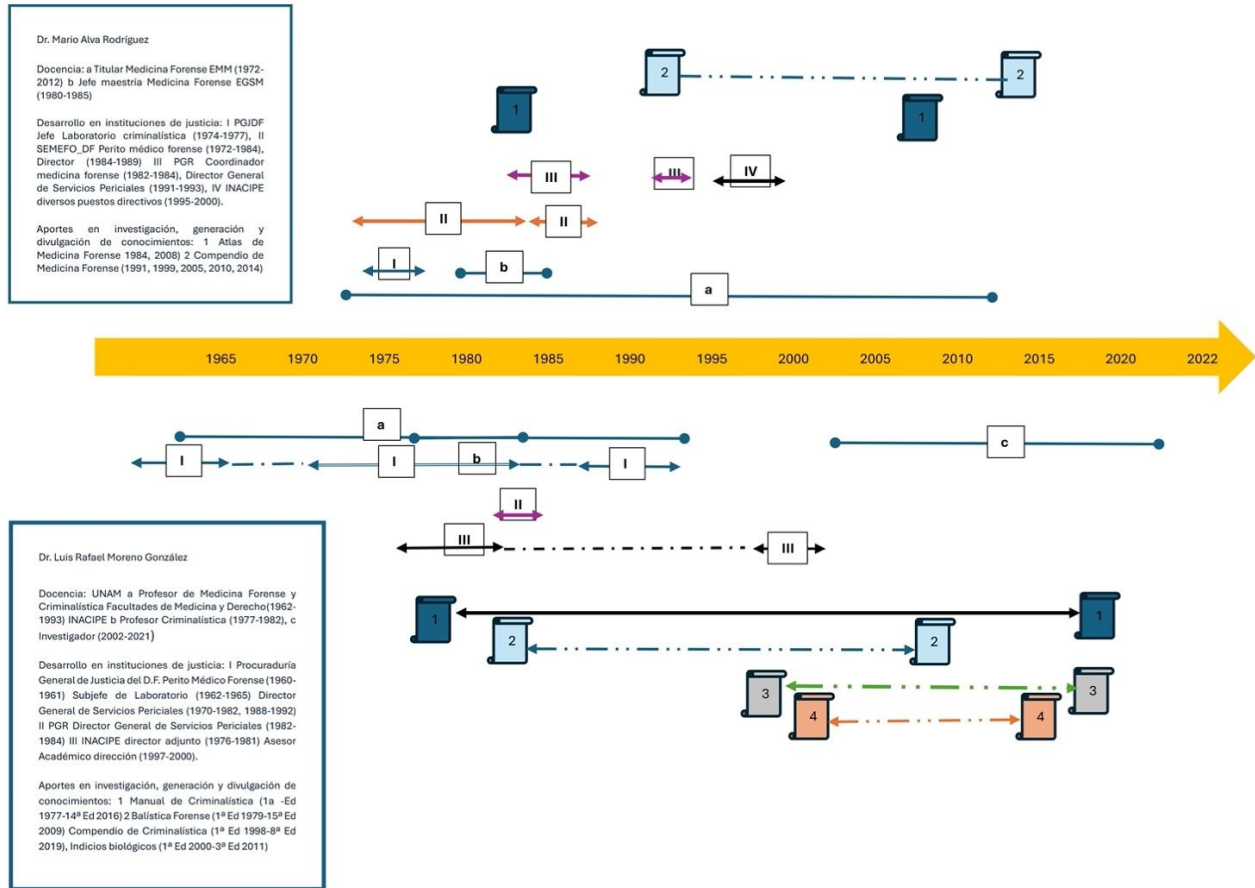 Dr. Mario Alva Rodríguez
Docencia: a Titular Medicina Forense EMM (1972-
2012) b Jefe maestría Medicina Forense EGSM
(1980-1985)
Desarrollo en instituciones de justicia: I PGJDF
Jefe Laboratorio criminalística (1974-1977), II
SEMEFO_DF Perito médico forense (1972-1984),
Director (1984-1989) III PGR Coordinador
medicina forense (1982-1984), Director General
de Servicios Periciales (1991-1993), IV INACIPE
diversos puestos directivos (1995-2000).
Aportes en investigación, generación y
divulgación de conocimientos: 1 Atlas de
Medicina Forense 1984, 2008) 2 Compendio de
Medicina Forense (1991, 1999, 2005, 2010, 2014)
2 2
1 1
III III IV
II II
I b
a
1965 1970 1975 1980 1985 1990 1995 2000 2005 2010 2015 2020 2022
a c
I I b I
II
III III
1 1
2 2
3 3
4 4
Dr. Luis Rafael Moreno González
Docencia: UNAM a Profesor de Medicina Forense y
Criminalística Facultades de Medicina y Derecho(1962-
1993) INACIPE b Profesor Criminalística (1977-1982), c
Investigador (2002-2021)
Desarrollo en instituciones de justicia: I Procuraduría
General de Justicia del D.F. Perito Médico Forense (1960-
1961) Subjefe de Laboratorio (1962-1965) Director
General de Servicios Periciales (1970-1982, 1988-1992)
II PGR Director General de Servicios Periciales (1982-
1984) III INACIPE director adjunto (1976-1981) Asesor
Académico dirección (1997-2000).
Aportes en investigación, generación y divulgación de
conocimientos: 1 Manual de Criminalística (1a -Ed
1977-14ª Ed 2016) 2 Balística Forense (1ª Ed 1979-15ª Ed
2009) Compendio de Criminalística (1ª Ed 1998-8ª Ed
2019), Indicios biológicos (1ª Ed 2000-3ª Ed 2011)